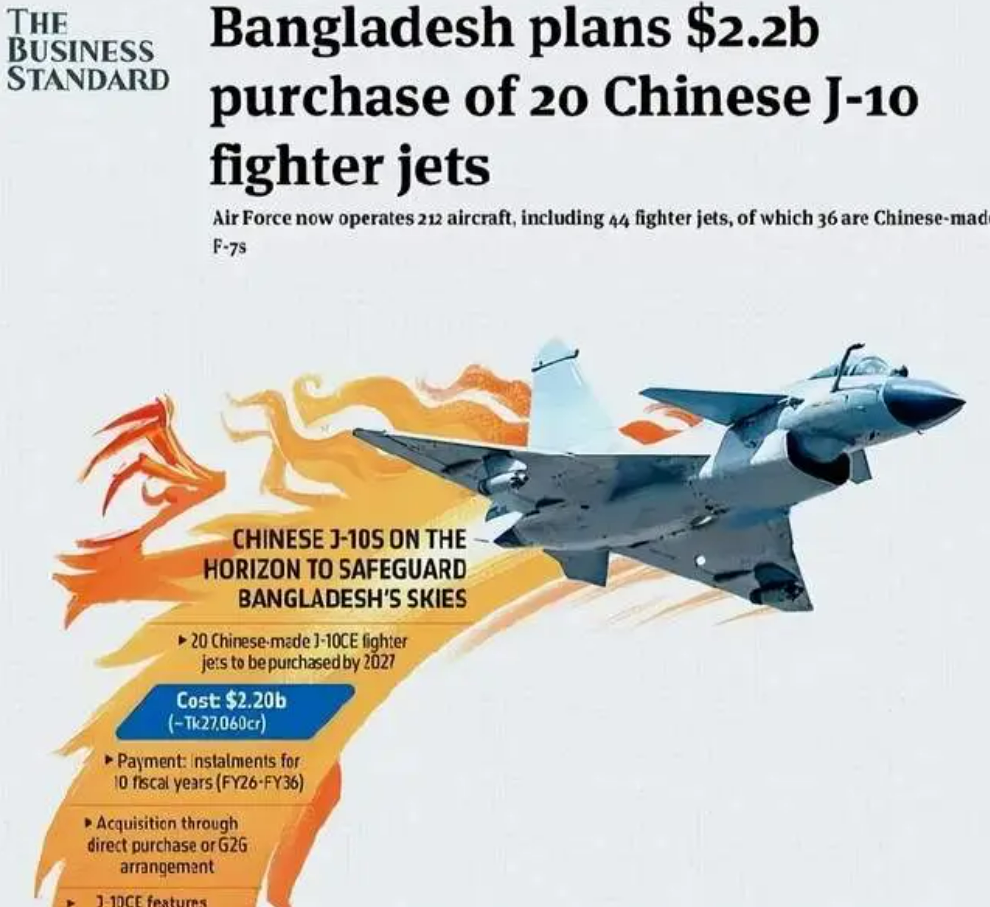 THE
BUSINESS
STANDARD
Bangladesh plans $2.2b
purchase of 20 Chinese J-10
fighter jets
Air Force now operates 212 aircraft, including 44 fighter jets, of which 36 are Chinese-made
F-7s
CHINESE J-10S ON THE
HORIZON TO SAFEGUARD
BANGLADESH'S SKIES
▸ 20 Chinese-made J-10CE fighter
jets to be purchased by 2027
Cost: $2.20b
(~Tk27,060cr)
▸ Payment: Instalments for
10 fiscal years (FY26-FY36)
▸ Acquisition through
direct purchase or G2G
arrangement
▸ J-10CE features